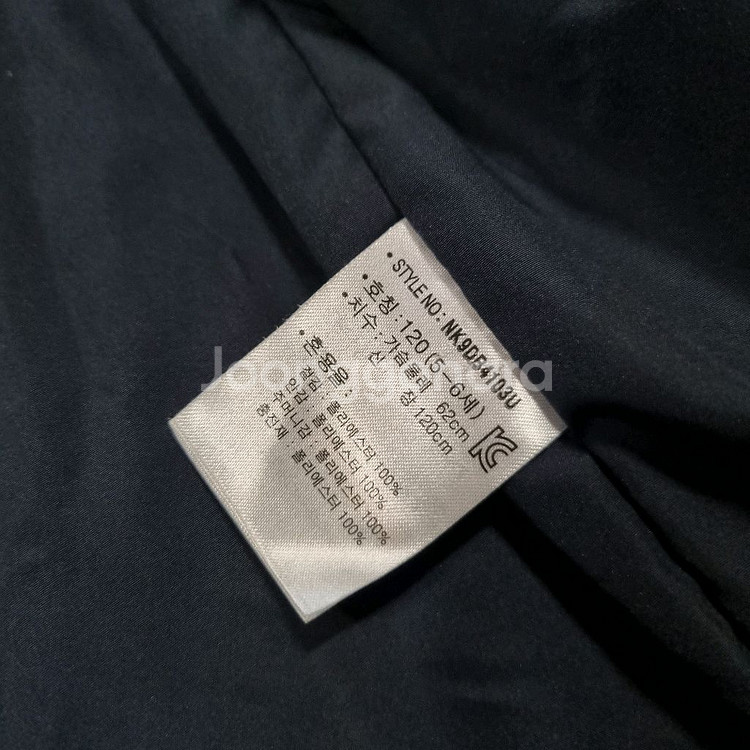 • STYLE NO : NK9DB4103U
• 호칭 : 120 (5 - 6세)
• 치수 : 가슴둘레 62cm
신 장 120cm
• 혼용율 :
겉감 : 폴리에스터 100%
안감 : 폴리에스터 100%
주머니감 : 폴리에스터 100%
충전재 : 폴리에스터 100%
KC